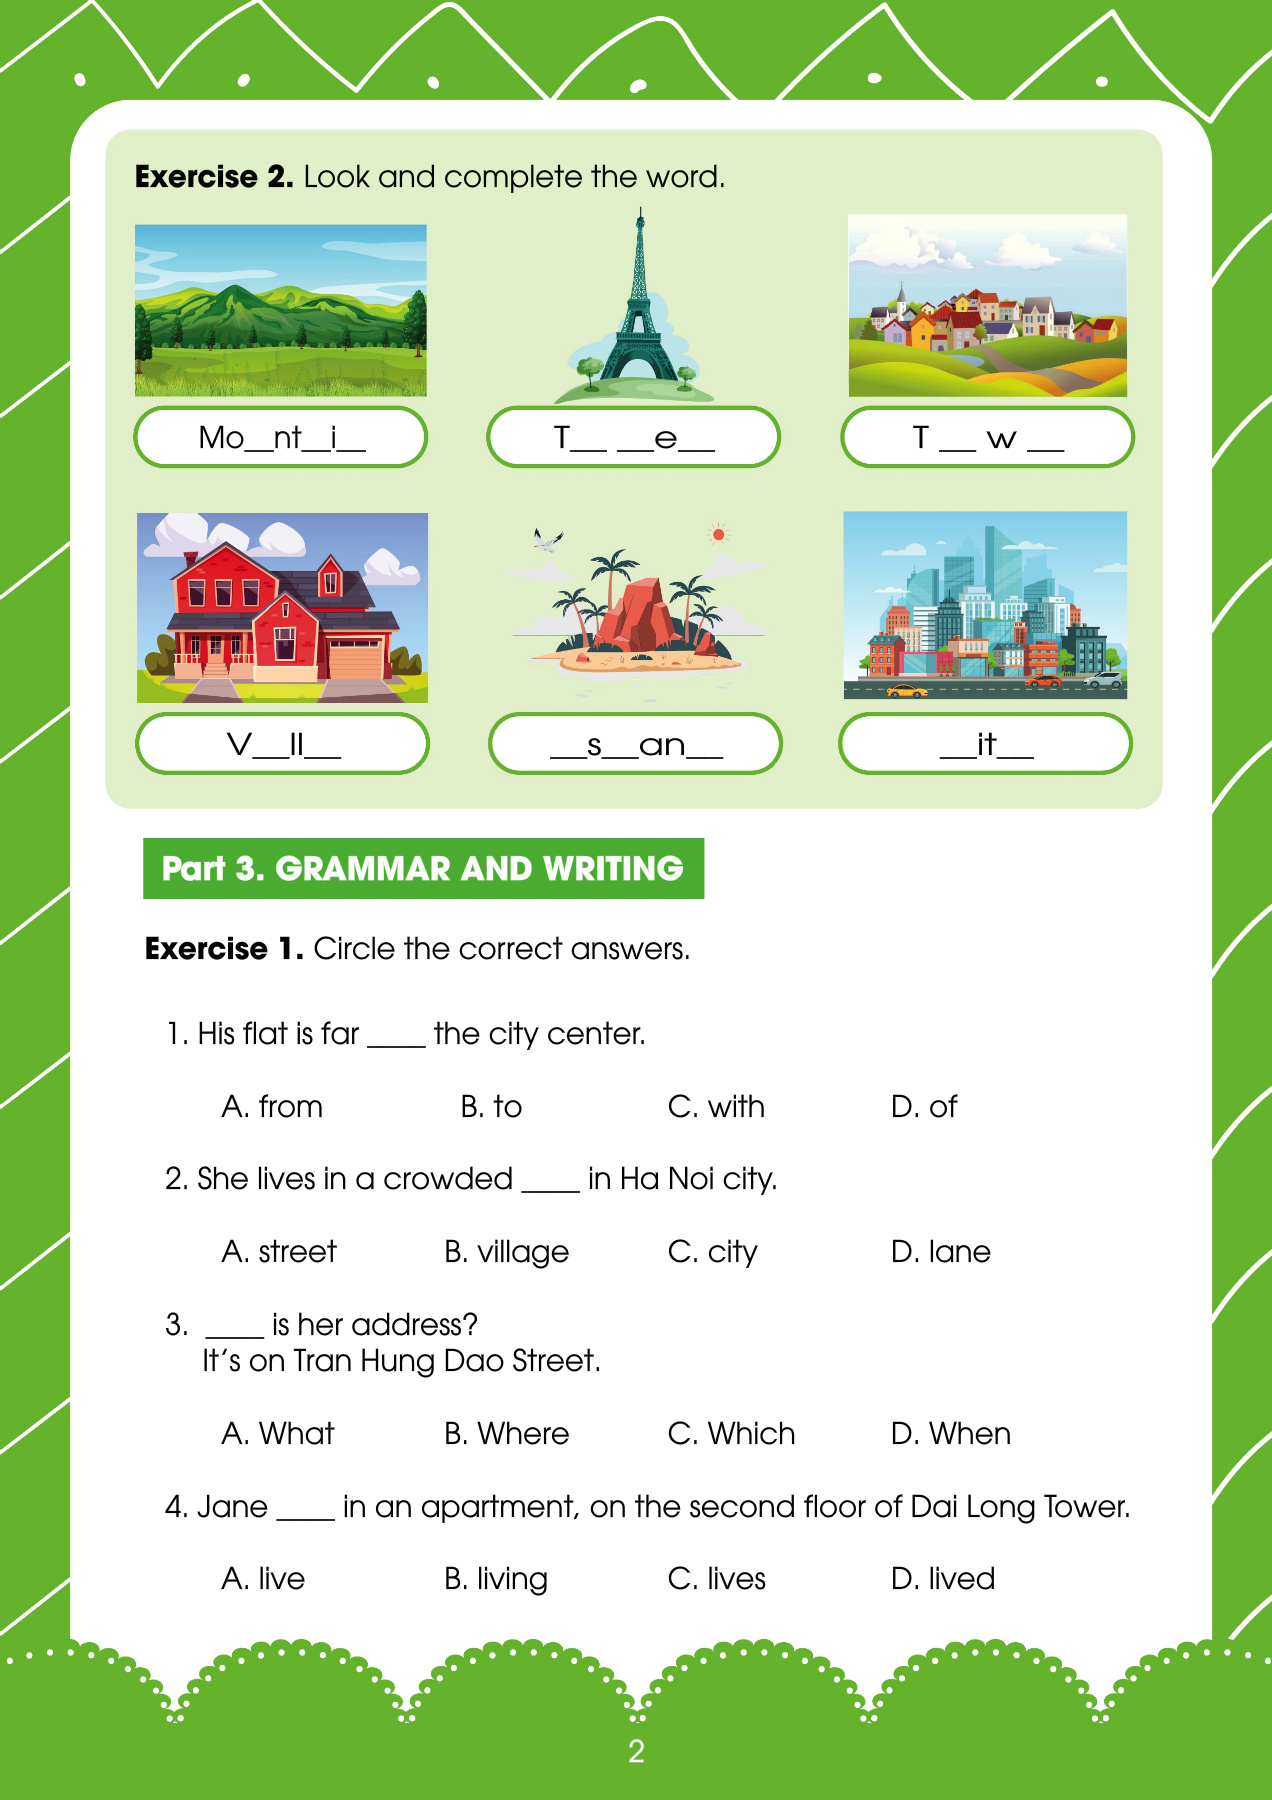 Exercise 2. Look and complete the word.
Mo__nt__i__
T__ __e__
T __ w __
V__ll__
__s__an__
__it__
Part 3. GRAMMAR AND WRITING
Exercise 1. Circle the correct answers.
1. His flat is far ____ the city center.
A. from B. to C. with D. of
2. She lives in a crowded ____ in Ha Noi city.
A. street B. village C. city D. lane
3. ____ is her address?
It's on Tran Hung Dao Street.
A. What B. Where C. Which D. When
4. Jane ____ in an apartment, on the second floor of Dai Long Tower.
A. live B. living C. lives D. lived
2